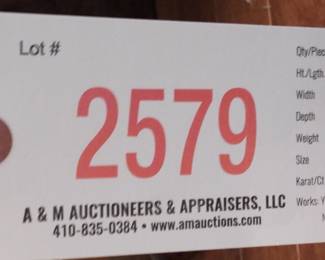 Lot #
2579
A & M AUCTIONEERS & APPRAISERS, LLC
410-835-0384 • www.amauctions.com
Qty/Piec
Ht./Lgth.
Width
Depth
Weight
Size
Karat/Ct
Works: Y